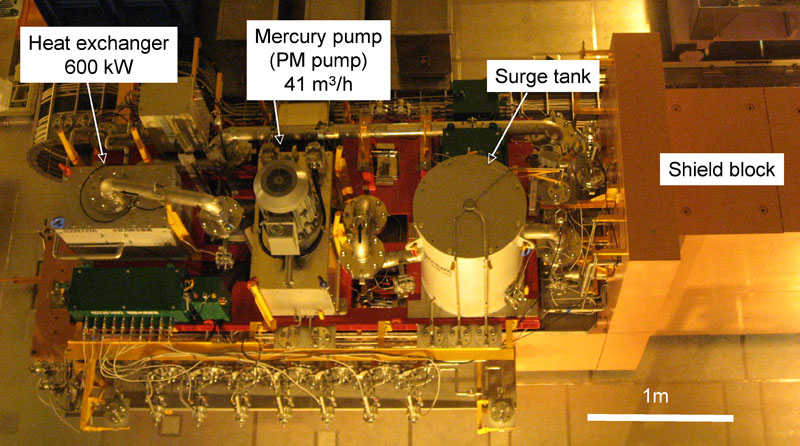 Heat exchanger
600 kW
Mercury pump
(PM pump)
41 m³/h
Surge tank
Shield block
1m